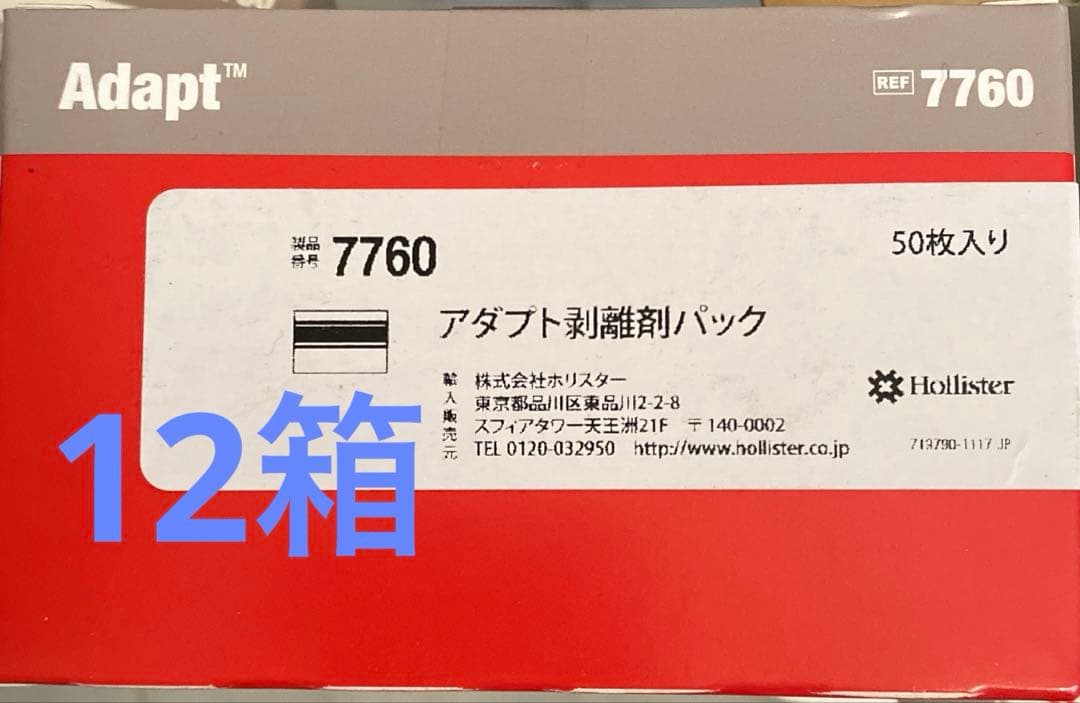 Adapt™
REF 7760
製品番号 7760
50枚入り
アダプト剥離剤パック
輸入販売元
株式会社ホリスター
東京都品川区東品川2-2-8
スフィアタワー天王洲21F 〒140-0002
TEL 0120-032950 http://www.hollister.co.jp
Hollister
719790-1117 JP
12箱